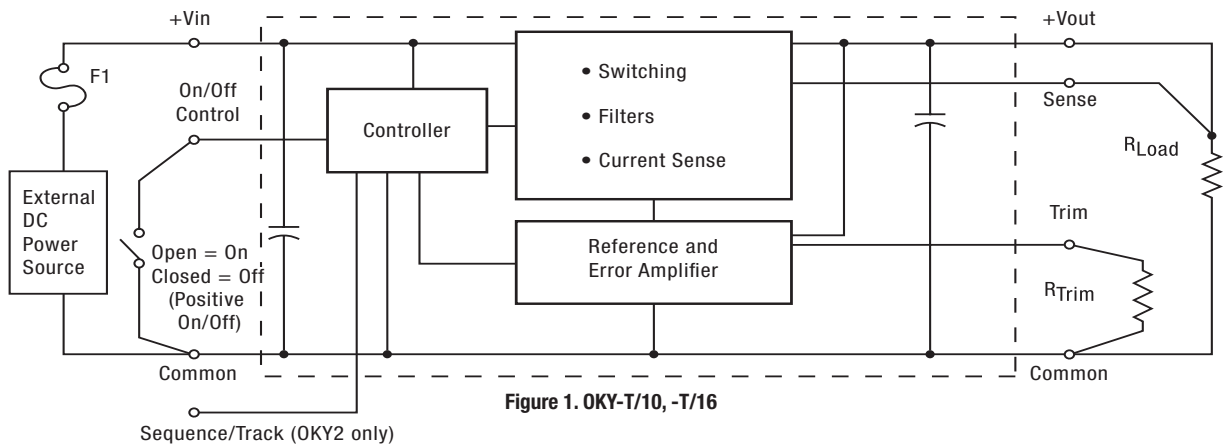 +Vin
+Vout
F1
On/Off
Control
• Switching
• Filters
• Current Sense
Sense
Controller
RLoad
External
DC
Power
Source
Open = On
Closed = Off
(Positive
On/Off)
Reference and
Error Amplifier
Trim
RTrim
Common
Common
Figure 1. OKY-T/10, -T/16
Sequence/Track (OKY2 only)